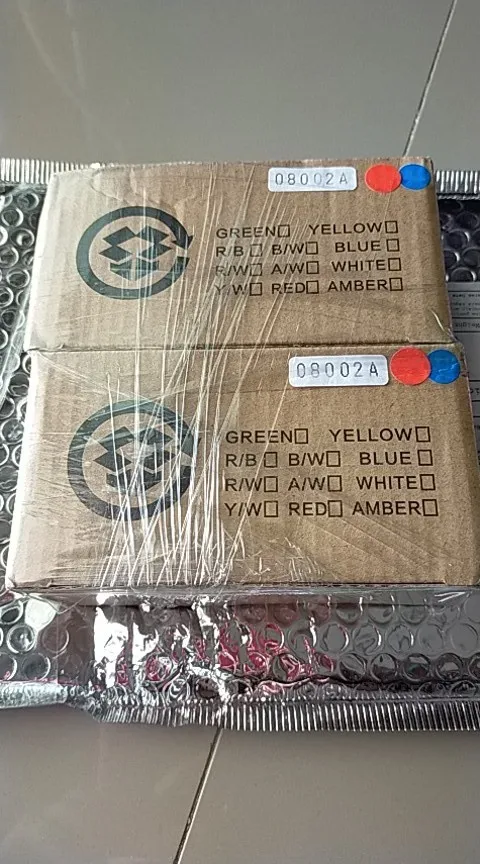 08002A
GREEN☐ YELLOW☐
R/B☐ B/W☐ BLUE☐
R/W☐ A/W☐ WHITE☐
Y/W☐ RED☐ AMBER☐
08002A
GREEN☐ YELLOW☐
R/B☐ B/W☐ BLUE☐
R/W☐ A/W☐ WHITE☐
Y/W☐ RED☐ AMBER☐